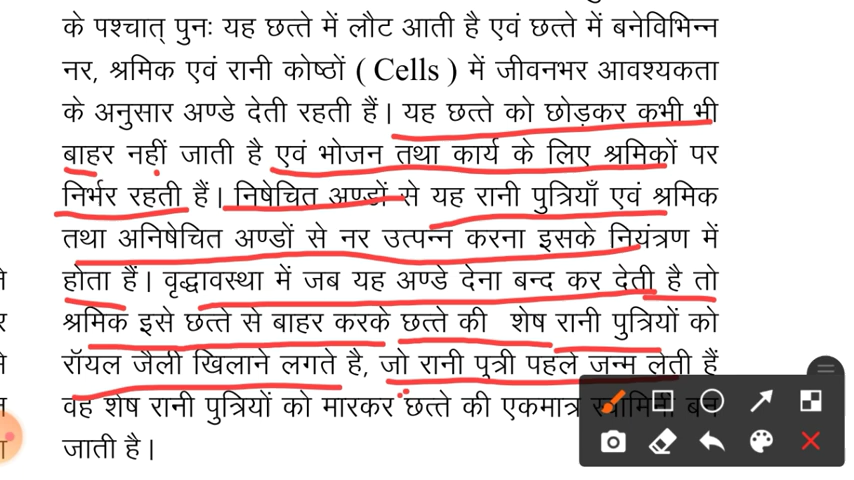 के पश्चात् पुनः यह छत्ते में लौट आती है एवं छत्ते में बनेविभिन्न
नर, श्रमिक एवं रानी कोष्ठों ( Cells ) में जीवनभर आवश्यकता
के अनुसार अण्डे देती रहती हैं। यह छत्ते को छोड़कर कभी भी
बाहर नहीं जाती है एवं भोजन तथा कार्य के लिए श्रमिकों पर
निर्भर रहती हैं। निषेचित अण्डों से यह रानी पुत्रियाँ एवं श्रमिक
तथा अनिषेचित अण्डों से नर उत्पन्न करना इसके नियंत्रण में
होता हैं। वृद्धावस्था में जब यह अण्डे देना बन्द कर देती है तो
श्रमिक इसे छत्ते से बाहर करके छत्ते की शेष रानी पुत्रियों को
रॉयल जैली खिलाने लगते है, जो रानी पुत्री पहले जन्म लेती हैं
वह शेष रानी पुत्रियों को मारकर छत्ते की एकमात्र स्वामिनी बन
जाती है।